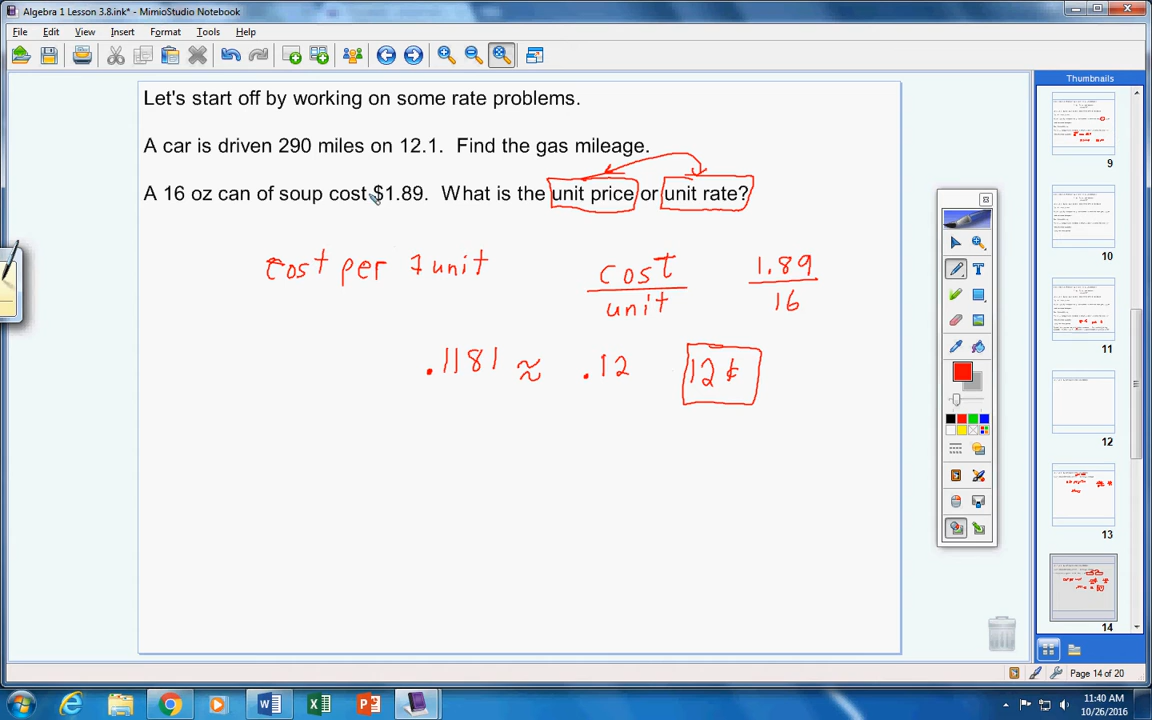 Algebra 1 Lesson 3.8.ink* - MimioStudio Notebook
File Edit View Insert Format Tools Help
Thumbnails
Let's start off by working on some rate problems.
A car is driven 290 miles on 12.1. Find the gas mileage.
A 16 oz can of soup cost $1.89. What is the unit price or unit rate?
cost per 1 unit
cost
unit
1.89
16
.1181 ≈ .12 12¢
T
9
10
11
12
13
14
Page 14 of 20
11:40 AM
10/26/2016